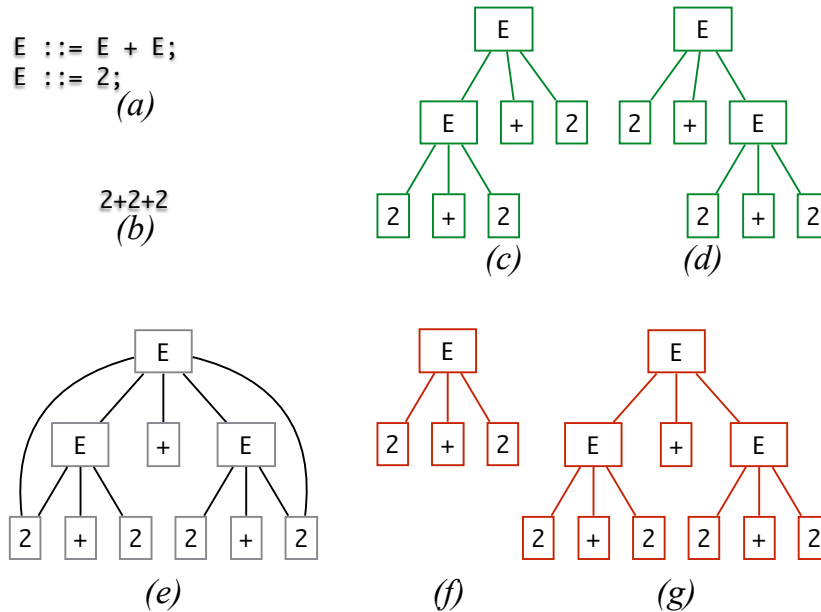 E ::= E + E;
E ::= 2;
(a)
2+2+2
(b)
E
E + 2
2 + 2
(c)
E
2 + E
2 + 2
(d)
E
E + E
2 + 2 2 + 2
(e)
E
2 + 2
(f)
E
E + E
2 + 2 2 + 2
(g)